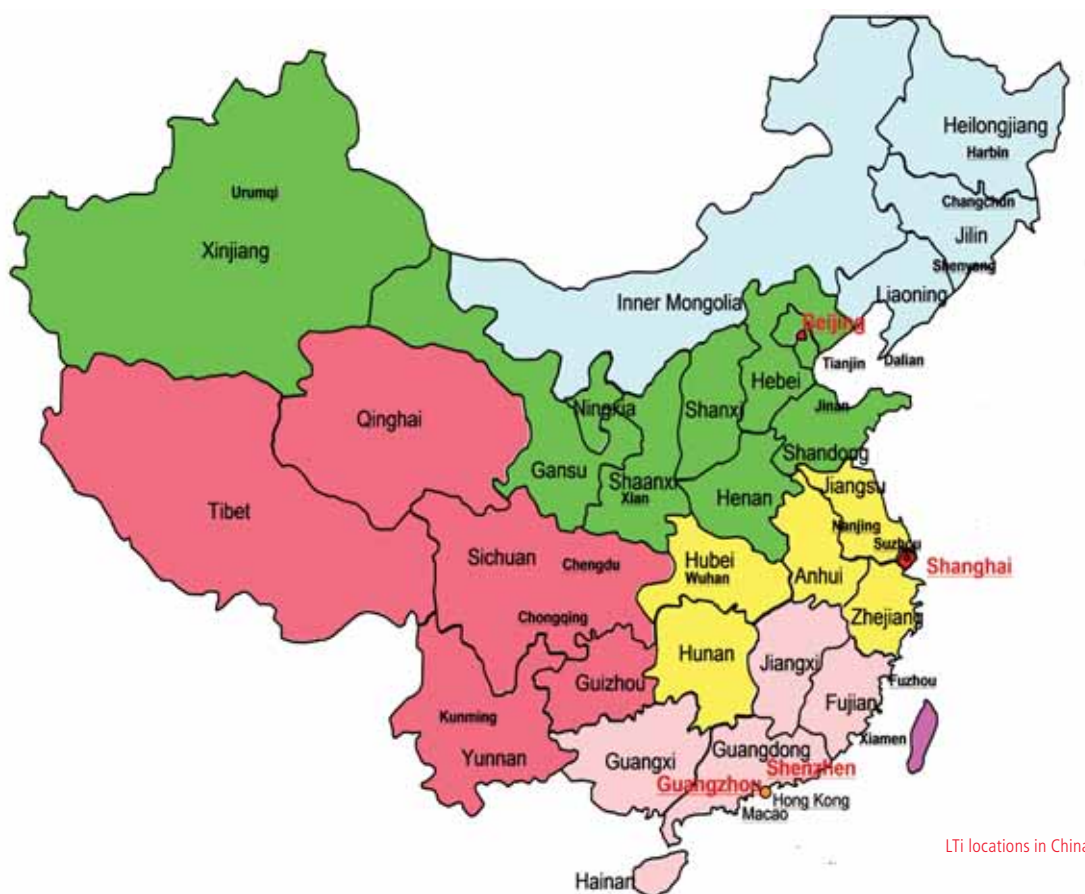 Heilongjiang
Harbin
Urumqi
Changchun
Jilin
Xinjiang
Shenyang
Liaoning
Inner Mongolia
Beijing
Tianjin
Dalian
Hebei
Jinan
Ningxia
Shanxi
Qinghai
Shandong
Gansu
Shaanxi
Xian
Henan
Jiangsu
Tibet
Nanjing
Suzhou
Sichuan
Chengdu
Hubei
Wuhan
Anhui
Shanghai
Chongqing
Zhejiang
Hunan
Jiangxi
Guizhou
Fuzhou
Fujian
Kunming
Xiamen
Yunnan
Guangxi
Guangdong
Shenzhen
Guangzhou
Hong Kong
Macao
LTi locations in China
Hainan